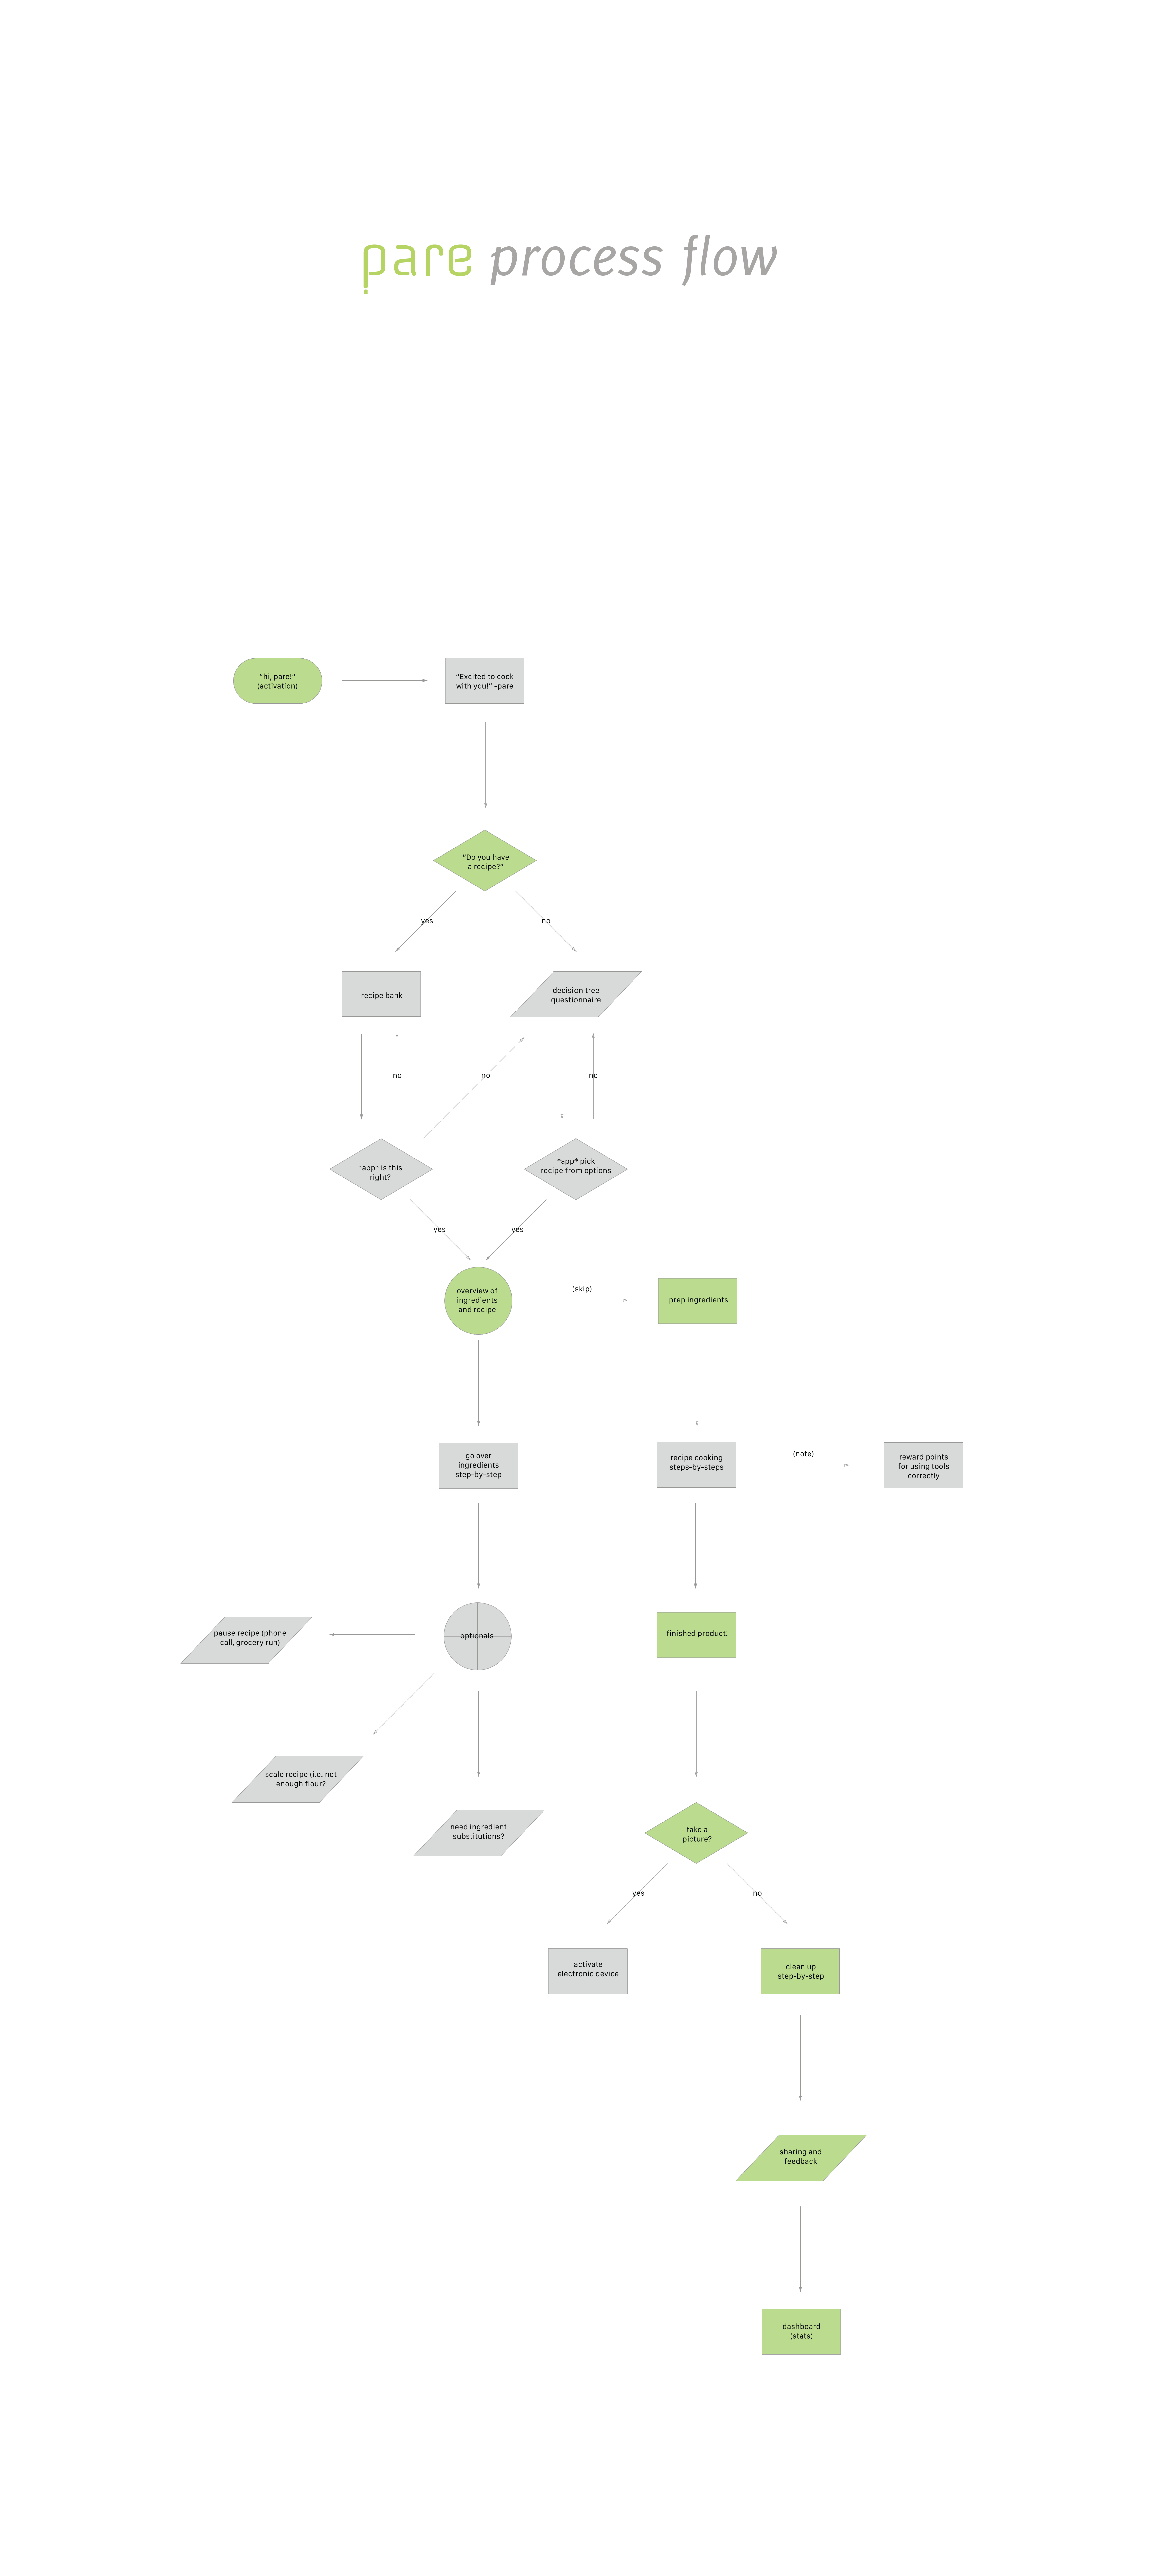 pare process flow
“hi, pare!”
(activation)
“Excited to cook
with you!” -pare
“Do you have
a recipe?”
yes
no
recipe bank
decision tree
questionnaire
no
no
no
*app* is this
right?
*app* pick
recipe from options
yes
yes
overview of
ingredients
and recipe
(skip)
prep ingredients
go over
ingredients
step-by-step
recipe cooking
steps-by-steps
(note)
reward points
for using tools
correctly
pause recipe (phone
call, grocery run)
optionals
finished product!
scale recipe (i.e. not
enough flour?
need ingredient
substitutions?
take a
picture?
yes
no
activate
electronic device
clean up
step-by-step
sharing and
feedback
dashboard
(stats)